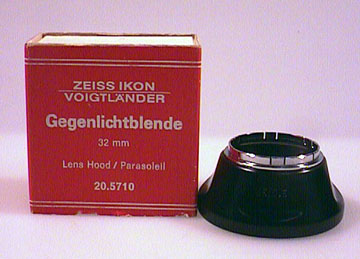 ZEISS IKON
VOIGTLÄNDER
Gegenlichtblende
32 mm
Lens Hood / Parasoleil
20.5710